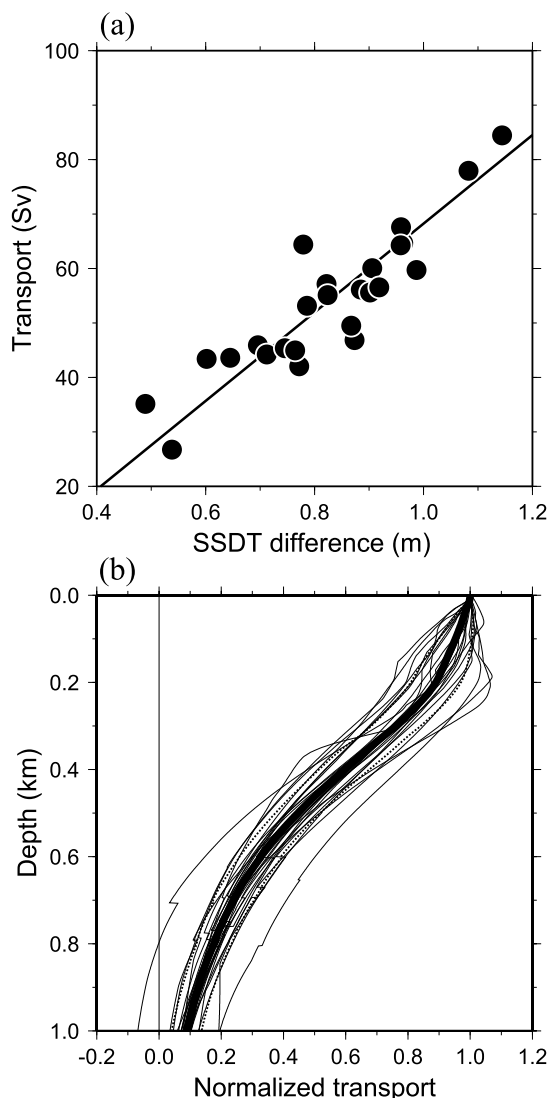 (a)
100
80
60
40
20
Transport (Sv)
0.4 0.6 0.8 1.0 1.2
SSDT difference (m)
(b)
0.0
0.2
0.4
0.6
0.8
1.0
Depth (km)
-0.2 0.0 0.2 0.4 0.6 0.8 1.0 1.2
Normalized transport